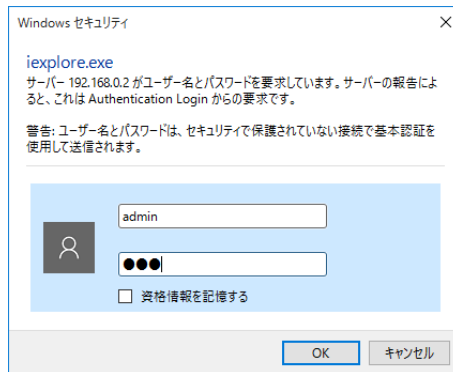 Windows セキュリティ
iexplore.exe
サーバー 192.168.0.2 がユーザー名とパスワードを要求しています。サーバーの報告によ
ると、これは Authentication Login からの要求です。
警告: ユーザー名とパスワードは、セキュリティで保護されていない接続で基本認証を
使用して送信されます。
admin
●●●
資格情報を記憶する
OK
キャンセル